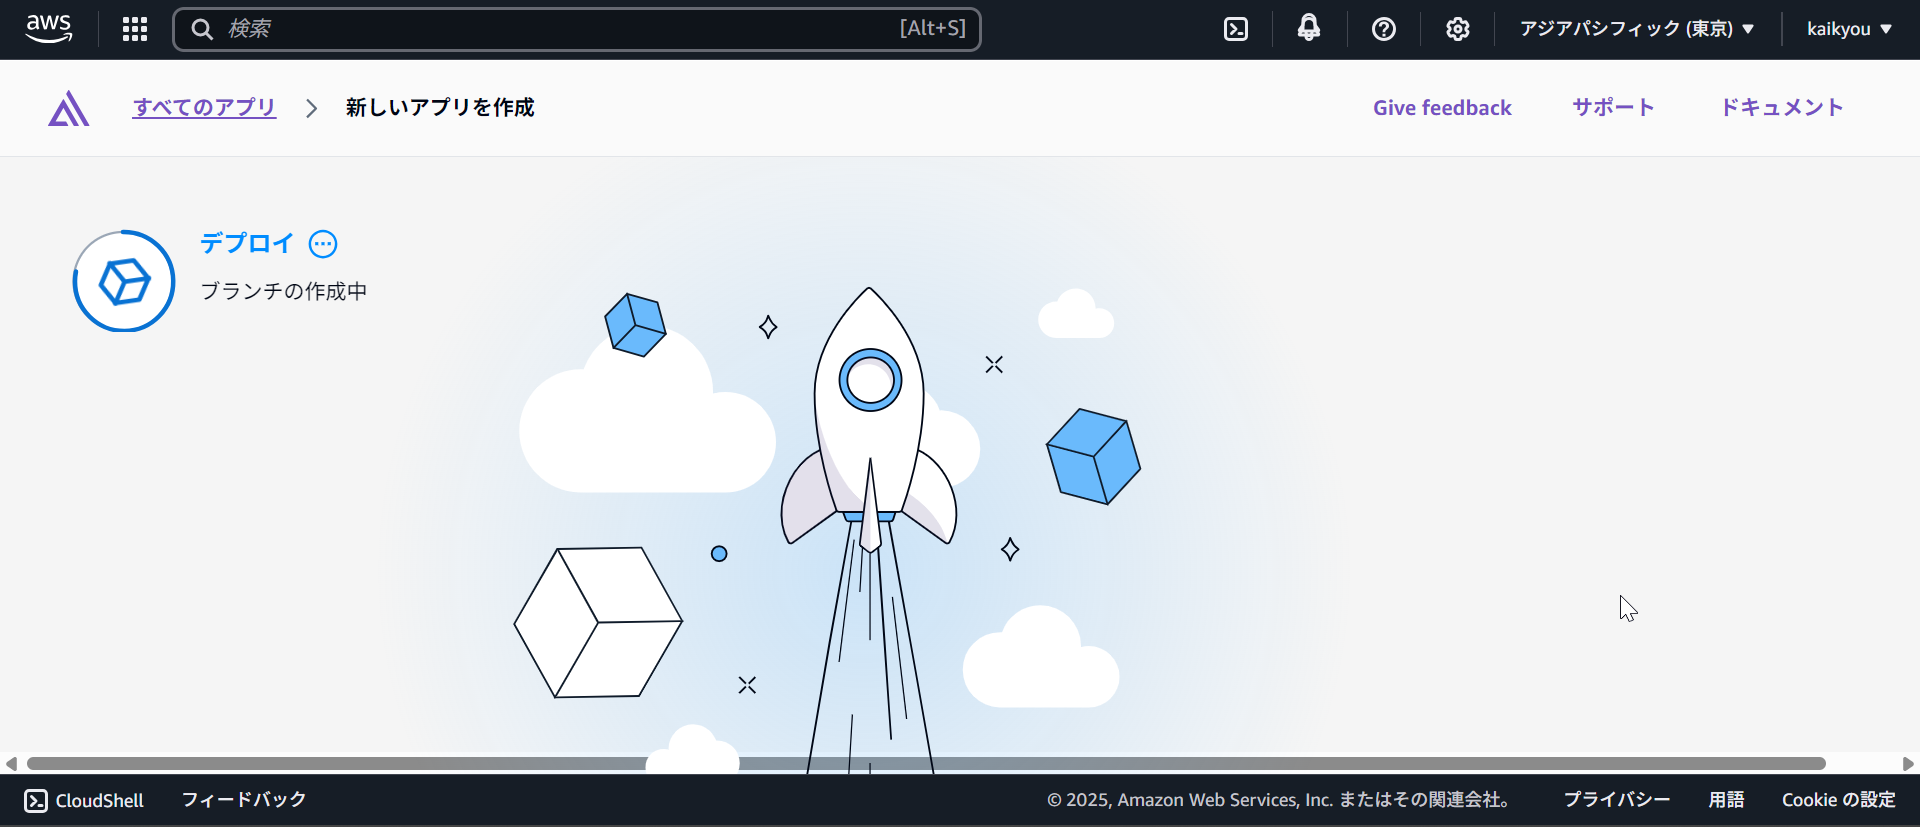 aws
検索
[Alt+S]
アジアパシフィック (東京) ▼
kaikyou ▼
すべてのアプリ
新しいアプリを作成
Give feedback
サポート
ドキュメント
デプロイ
ブランチの作成中
CloudShell
フィードバック
© 2025, Amazon Web Services, Inc. またはその関連会社。
プライバシー
用語
Cookie の設定